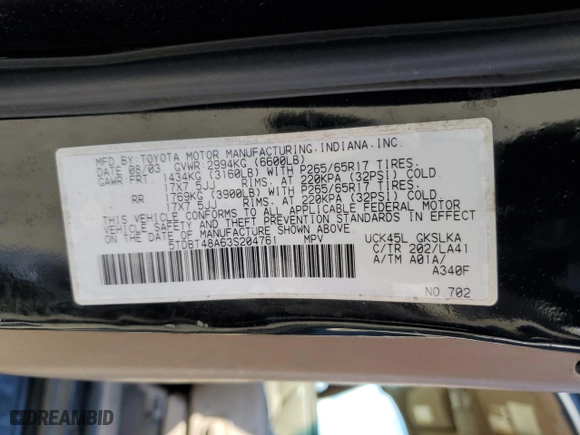 MFD.BY:TOYOTA MOTOR MANUFACTURING.INDIANA.INC.
DATE 08/03 GVWR 2994KG (6600LB)
GAWR FRT 1434KG (3160LB) WITH P265/65R17 TIRES.
17X7.5JJ RIMS. AT 220KPA (32PSI) COLD
RR 1769KG (3900LB) WITH P265/65R17 TIRES.
17X7.5JJ RIMS. AT 220KPA (32PSI) COLD.
THIS VEHICLE CONFORMS TO ALL APPLICABLE FEDERAL MOTOR
VEHICLE SAFETY AND THEFT PREVENTION STANDARDS IN EFFECT
ON THE DATE OF MANUFACTURE SHOWN ABOVE.
5TDBT48A63S204761 MPV
UCK45L GKSLKA
C/TR 202/LA41
A/TM A01A/
A340F
NO.702
DREAMBID